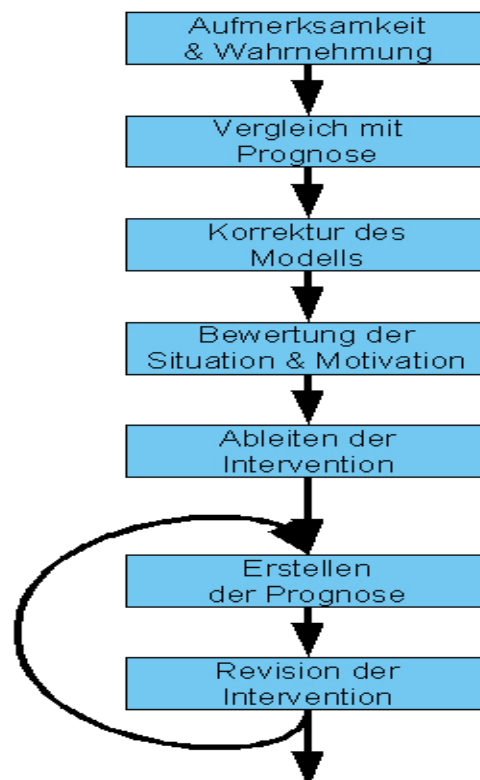 Aufmerksamkeit
& Wahrnehmung
Vergleich mit
Prognose
Korrektur des
Modells
Bewertung der
Situation & Motivation
Ableiten der
Intervention
Erstellen
der Prognose
Revision der
Intervention